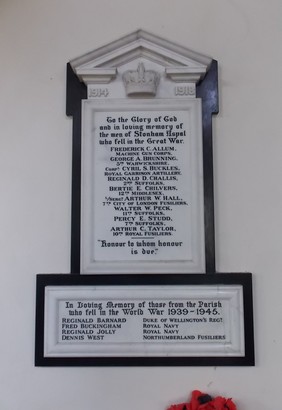 1914 1918
To the Glory of God
and in loving memory of
the men of Stonham Aspal
who fell in the Great War.
FREDERICK C. ALLUM.
MACHINE GUN CORPS.
GEORGE A. BRUNNING.
5TH WARWICKSHIRE.
CORPL CYRIL S. BUCKLES.
ROYAL GARRISON ARTILLERY.
REGINALD D. CHALLIS,
2ND SUFFOLKS.
BERTIE E. CHILVERS,
12TH MIDDLESEX.
L/SERGT ARTHUR W. HALL,
7TH CITY OF LONDON FUSILIERS.
WALTER W. PECK,
11TH SUFFOLKS.
PERCY E. STUDD,
7TH SUFFOLKS.
ARTHUR C. TAYLOR,
10TH ROYAL FUSILIERS.
"Honour to whom honour
is due."
In Loving Memory of those from the Parish
who fell in the World War 1939-1945.
REGINALD BARNARD DUKE OF WELLINGTON'S REGT.
FRED BUCKINGHAM ROYAL NAVY
REGINALD JOLLY ROYAL NAVY
DENNIS WEST NORTHUMBERLAND FUSILIERS